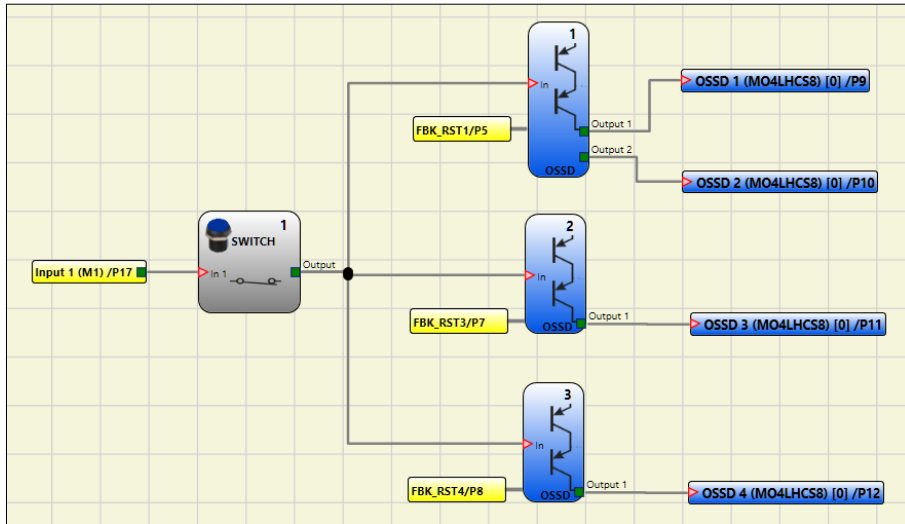 1
In
OSSD 1 (MO4LHCS8) [0] /P9
FBK_RST1/P5
Output 1
Output 2
OSSD
OSSD 2 (MO4LHCS8) [0] /P10
1
SWITCH
Input 1 (M1) /P17
In 1
Output
2
In
FBK_RST3/P7
Output 1
OSSD
OSSD 3 (MO4LHCS8) [0] /P11
3
In
FBK_RST4/P8
Output 1
OSSD
OSSD 4 (MO4LHCS8) [0] /P12